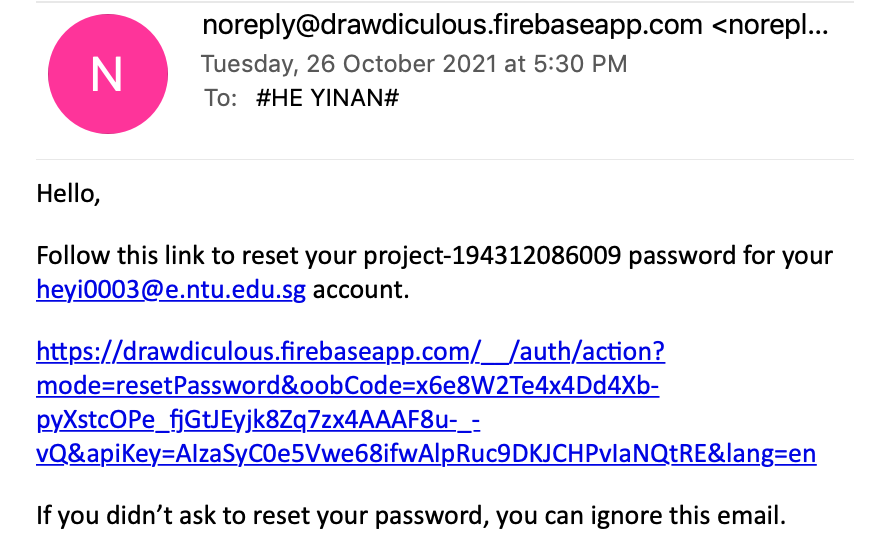 N
noreply@drawdiculous.firebaseapp.com <norepl...
Tuesday, 26 October 2021 at 5:30 PM
To: #HE YINAN#
Hello,
Follow this link to reset your project-194312086009 password for your
heyi0003@e.ntu.edu.sg account.
https://drawdiculous.firebaseapp.com/__/auth/action?
mode=resetPassword&oobCode=x6e8W2Te4x4Dd4Xb-
pyXstcOPe_fjGtJEyjk8Zq7zx4AAAF8u-_-
vQ&apiKey=AIzaSyC0e5Vwe68ifwAlpRuc9DKJCHPvIaNQtRE&lang=en
If you didn’t ask to reset your password, you can ignore this email.